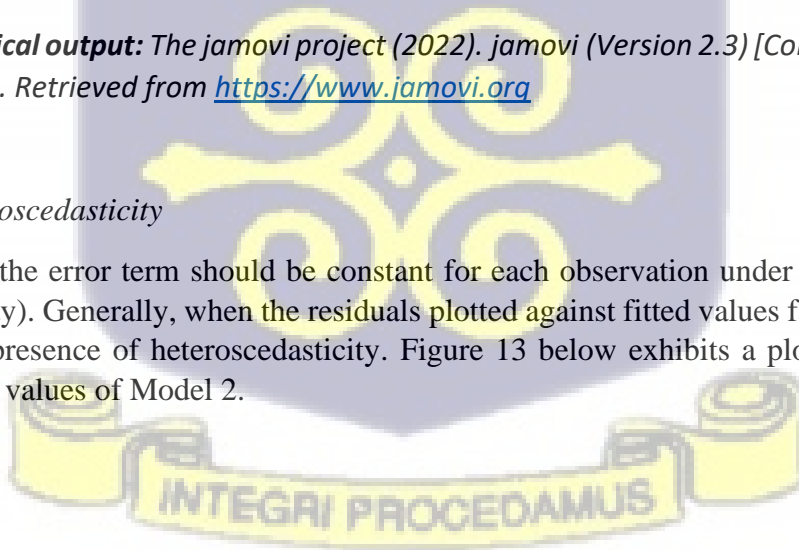 ical output: The jamovi project (2022). jamovi (Version 2.3) [Co
. Retrieved from https://www.jamovi.org
oscedasticity
the error term should be constant for each observation under
y). Generally, when the residuals plotted against fitted values f
presence of heteroscedasticity. Figure 13 below exhibits a plo
values of Model 2.
INTEGRI PROCEDAMUS